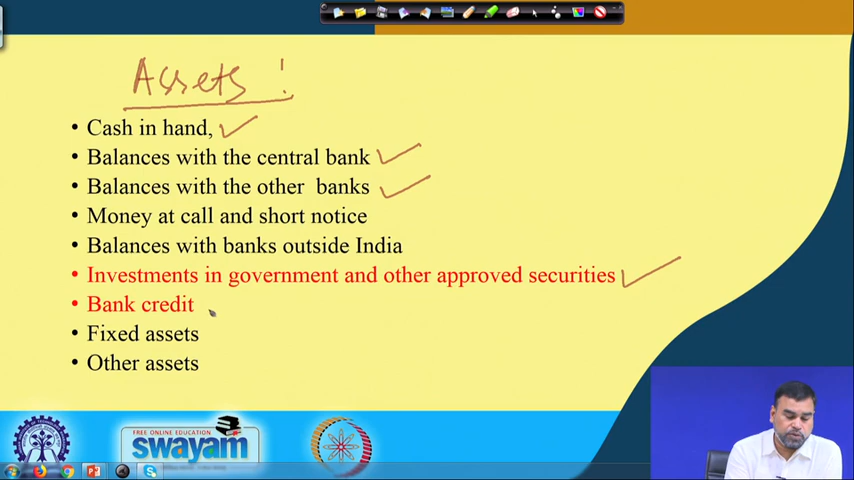 Assets :
• Cash in hand,
• Balances with the central bank
• Balances with the other banks
• Money at call and short notice
• Balances with banks outside India
• Investments in government and other approved securities
• Bank credit
• Fixed assets
• Other assets
FREE ONLINE EDUCATION
swayam